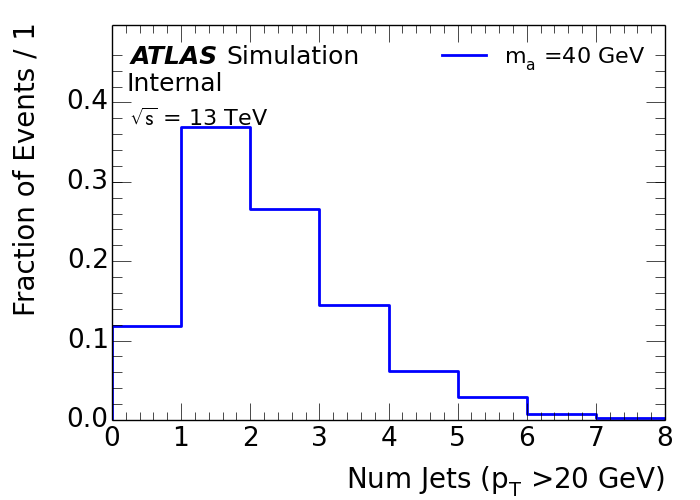 Fraction of Events / 1
ATLAS Simulation
Internal
√s = 13 TeV
mₐ =40 GeV
0.4
0.3
0.2
0.1
0.0
0 1 2 3 4 5 6 7 8
Num Jets (p_T >20 GeV)